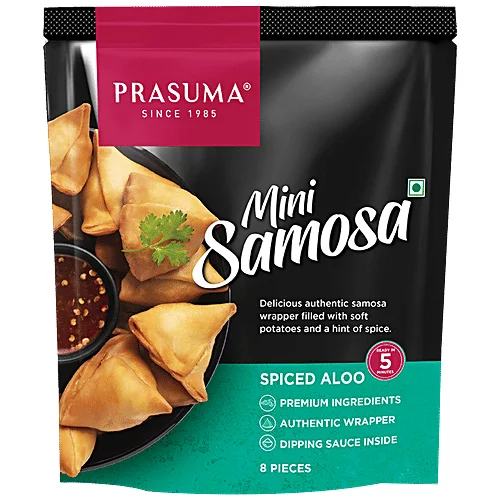 PRASUMA®
SINCE 1985
Mini
Samosa
Delicious authentic samosa
wrapper filled with soft
potatoes and a hint of spice.
READY IN
5
MINUTES
SPICED ALOO
PREMIUM INGREDIENTS
AUTHENTIC WRAPPER
DIPPING SAUCE INSIDE
8 PIECES